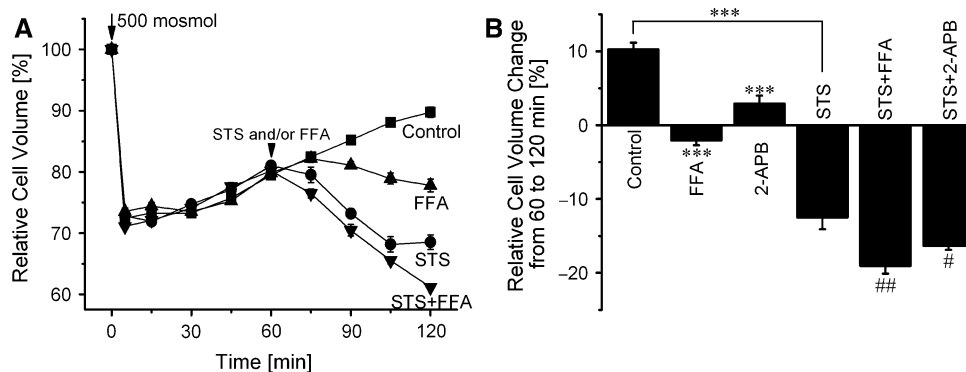 A
500 mosmol
Relative Cell Volume [%]
100
90
80
70
60
STS and/or FFA
Control
FFA
STS
STS+FFA
0
30
60
90
120
Time [min]
B
Relative Cell Volume Change
from 60 to 120 min [%]
10
0
−10
−20
***
Control
***
FFA
***
2-APB
STS
STS+FFA
##
STS+2-APB
#